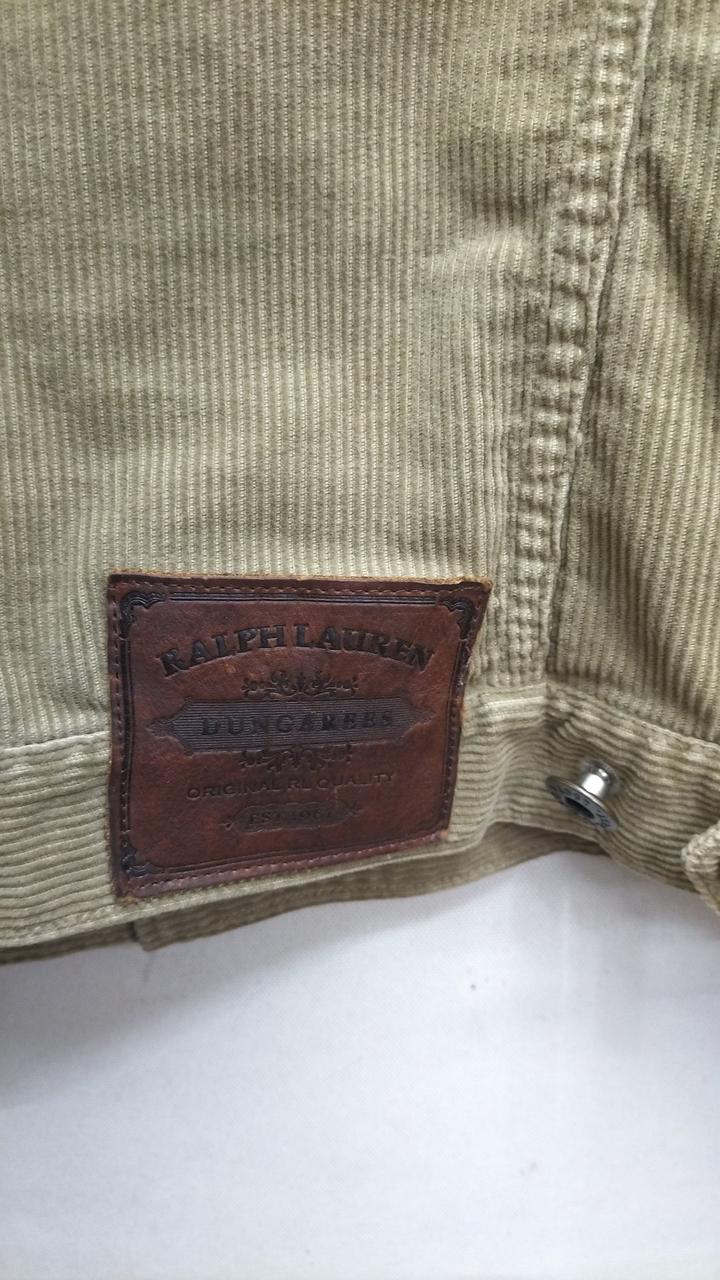 RALPH LAUREN
DUNGAREES
ORIGINAL RL QUALITY
EST. 1967